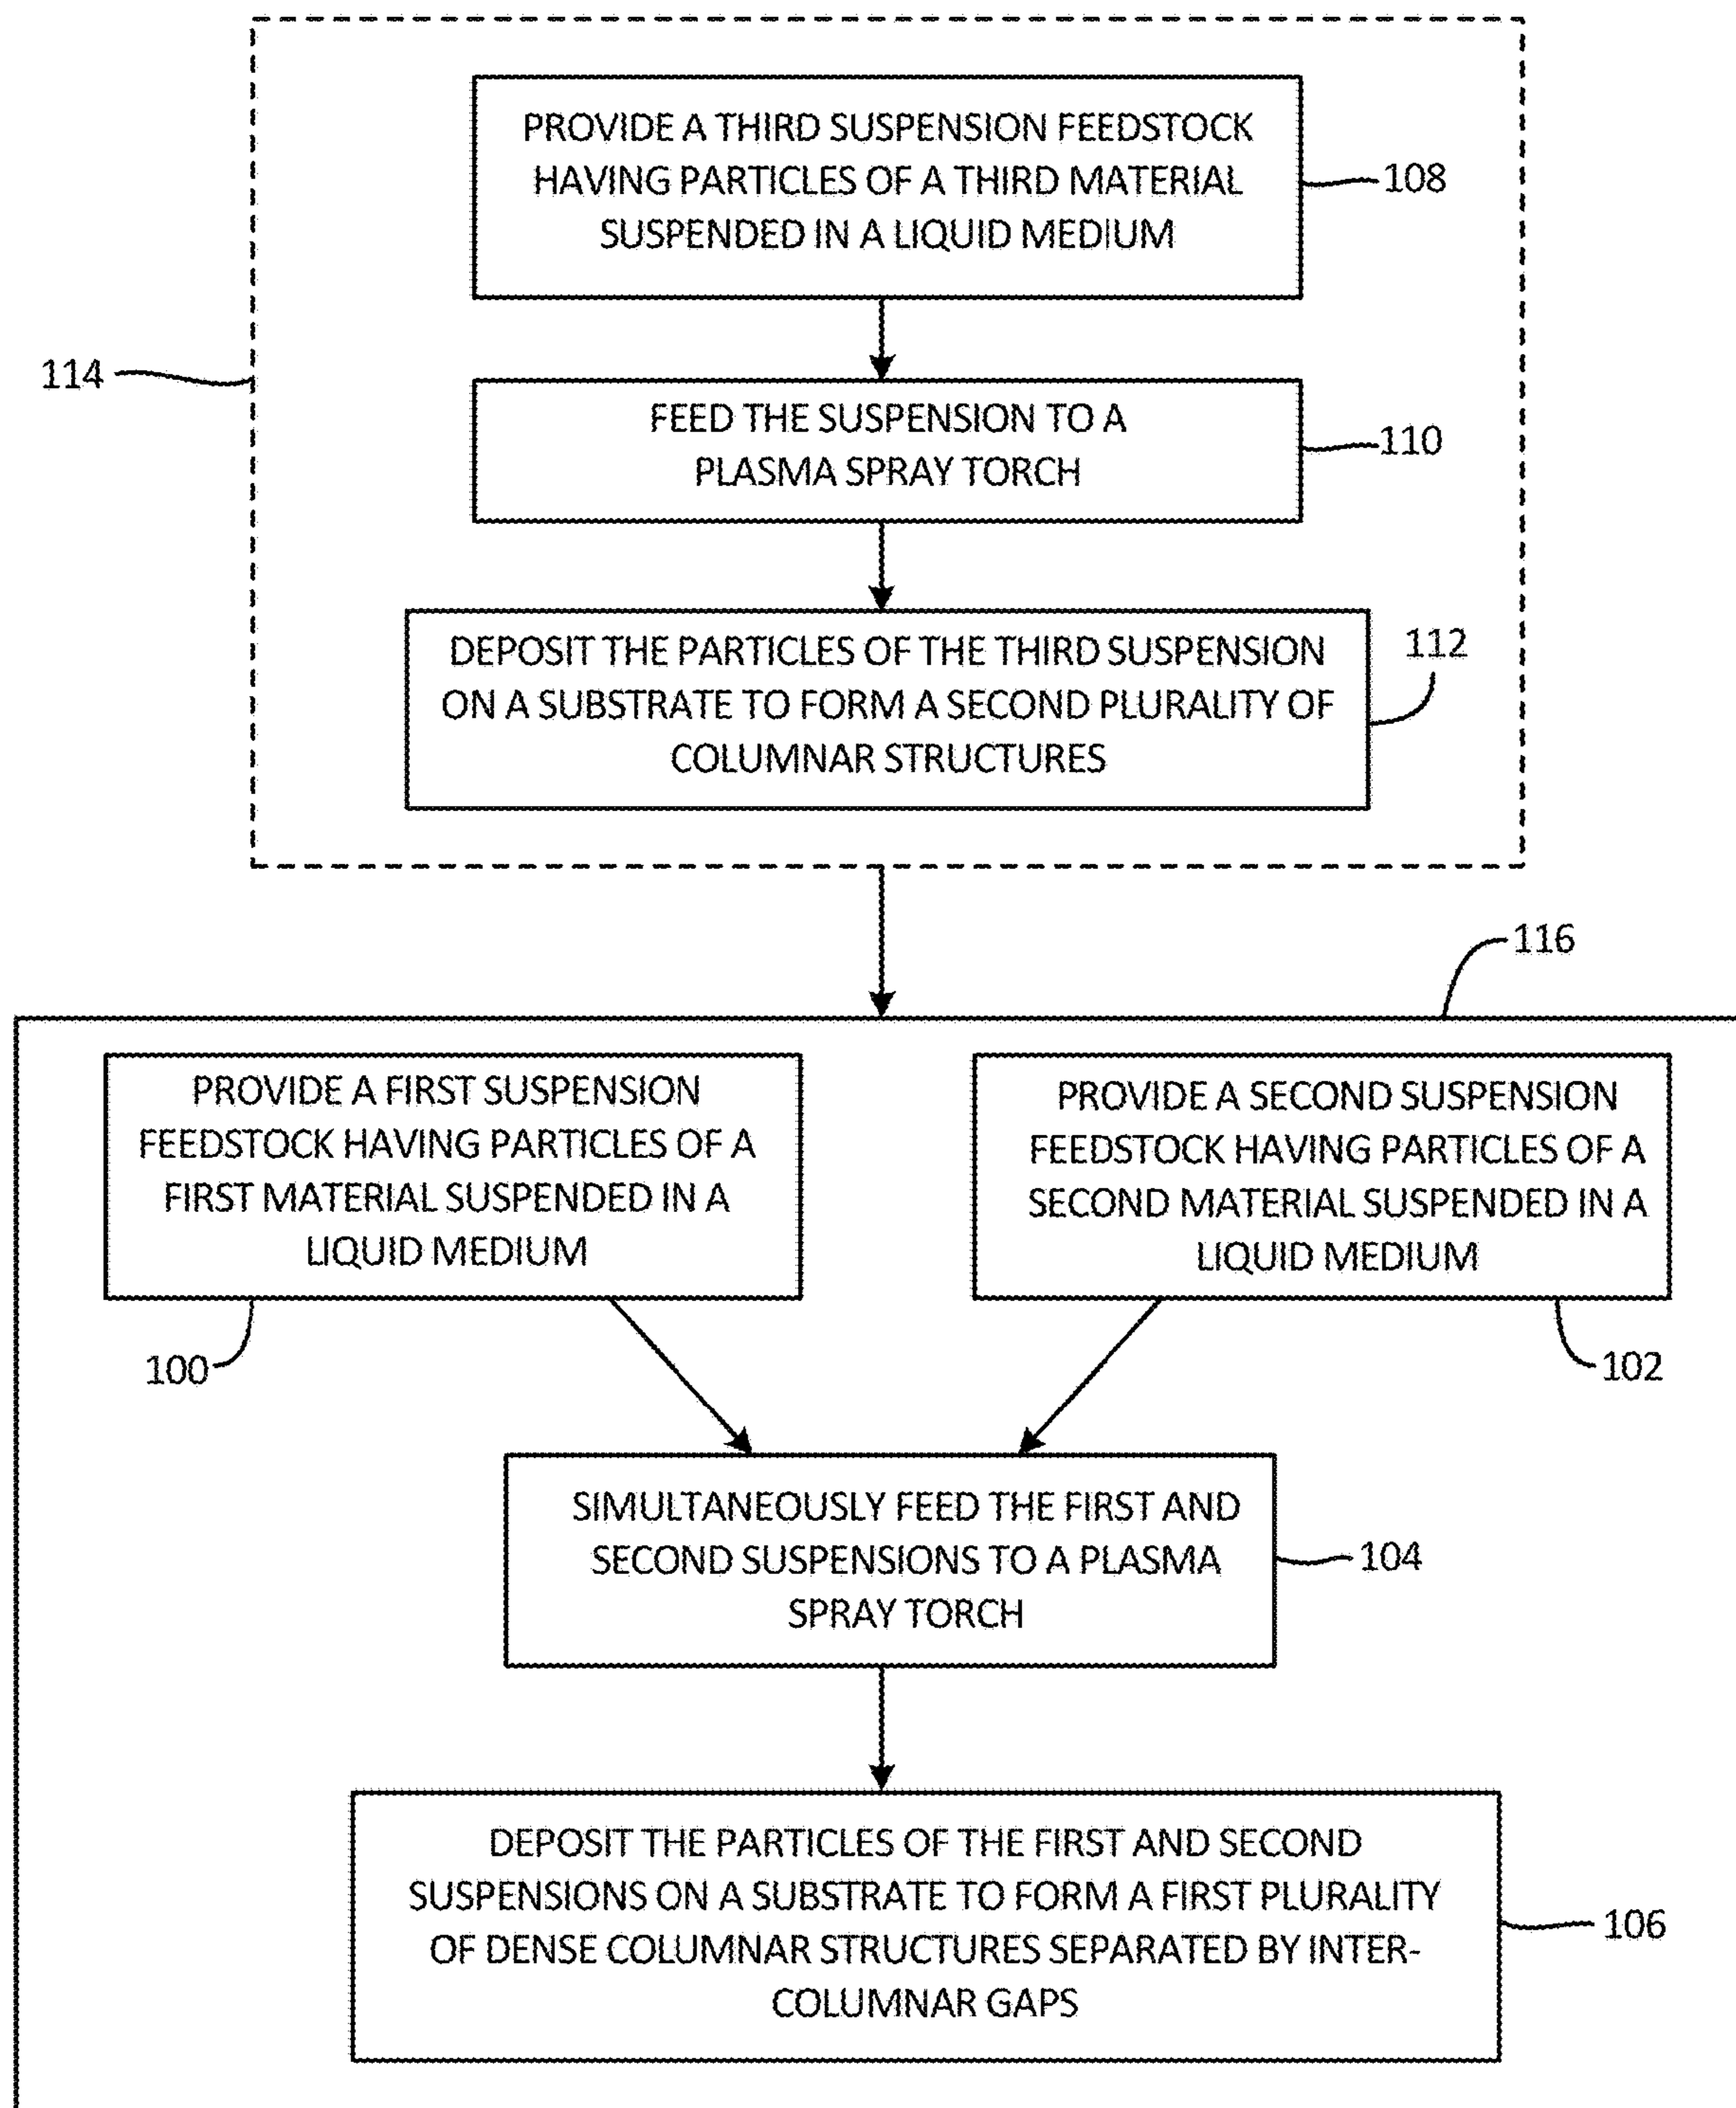 PROVIDE A THIRD SUSPENSION FEEDSTOCK
HAVING PARTICLES OF A THIRD MATERIAL
SUSPENDED IN A LIQUID MEDIUM
108
114
FEED THE SUSPENSION TO A
PLASMA SPRAY TORCH
110
DEPOSIT THE PARTICLES OF THE THIRD SUSPENSION
ON A SUBSTRATE TO FORM A SECOND PLURALITY OF
COLUMNAR STRUCTURES
112
116
PROVIDE A FIRST SUSPENSION
FEEDSTOCK HAVING PARTICLES OF A
FIRST MATERIAL SUSPENDED IN A
LIQUID MEDIUM
100
PROVIDE A SECOND SUSPENSION
FEEDSTOCK HAVING PARTICLES OF A
SECOND MATERIAL SUSPENDED IN A
LIQUID MEDIUM
102
SIMULTANEOUSLY FEED THE FIRST AND
SECOND SUSPENSIONS TO A PLASMA
SPRAY TORCH
104
DEPOSIT THE PARTICLES OF THE FIRST AND SECOND
SUSPENSIONS ON A SUBSTRATE TO FORM A FIRST PLURALITY
OF DENSE COLUMNAR STRUCTURES SEPARATED BY INTER-
COLUMNAR GAPS
106